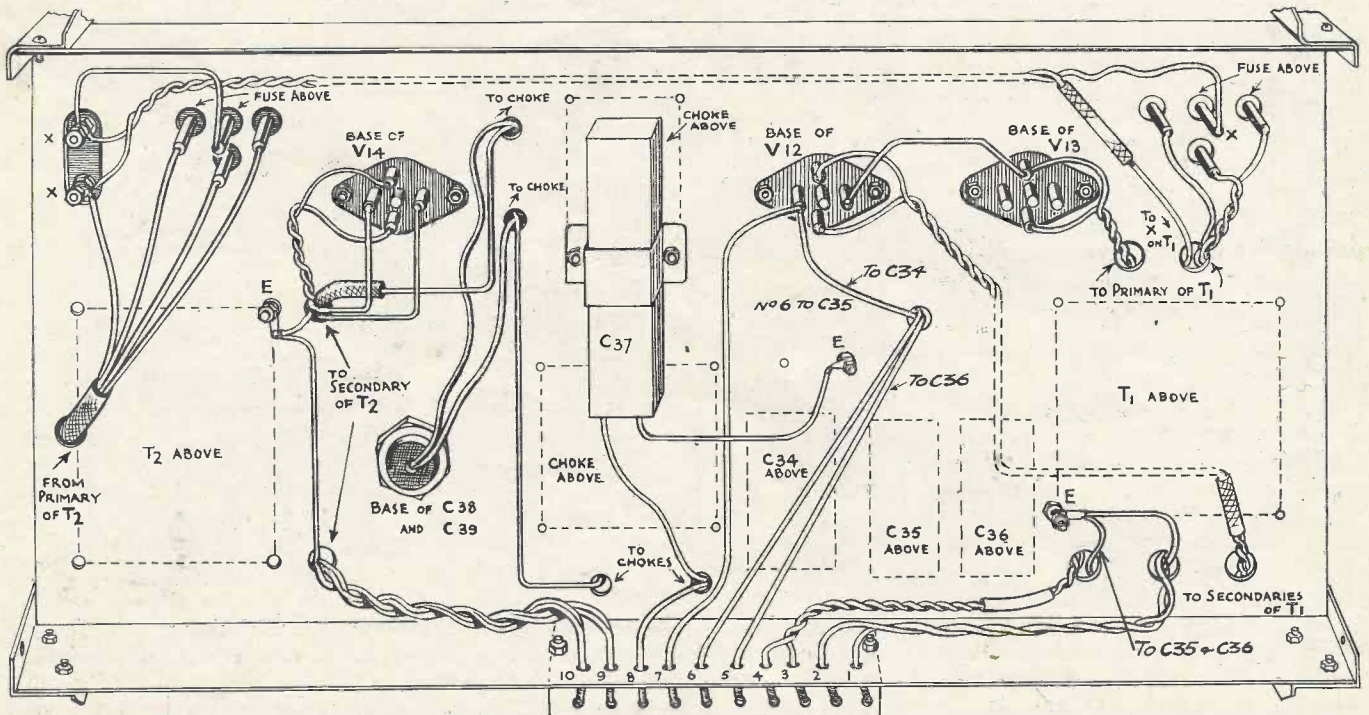 FUSE ABOVE
X
X
BASE OF
V14
TO CHOKE
CHOKE
ABOVE
TO CHOKE
BASE OF
V12
BASE OF
V13
FUSE ABOVE
X
TO
X
ON T1
TO PRIMARY OF T1
E
TO C34
Nº 6 TO C35
C37
E
TO C36
T1 ABOVE
TO
SECONDARY
OF T2
T2 ABOVE
FROM
PRIMARY
OF T2
BASE OF C38
AND C39
CHOKE
ABOVE
C34
ABOVE
C35
ABOVE
C36
ABOVE
E
TO
CHOKES
TO SECONDARIES
OF T1
TO C35 & C36
10 9 8 7 6 5 4 3 2 1